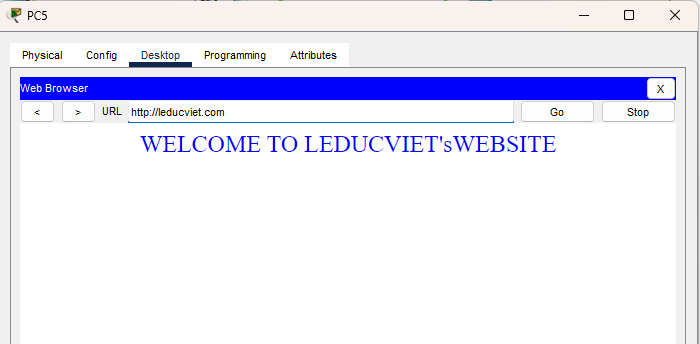 PC5
Physical Config Desktop Programming Attributes
Web Browser X
< > URL http://leducviet.com Go Stop
WELCOME TO LEDUCVIET'sWEBSITE